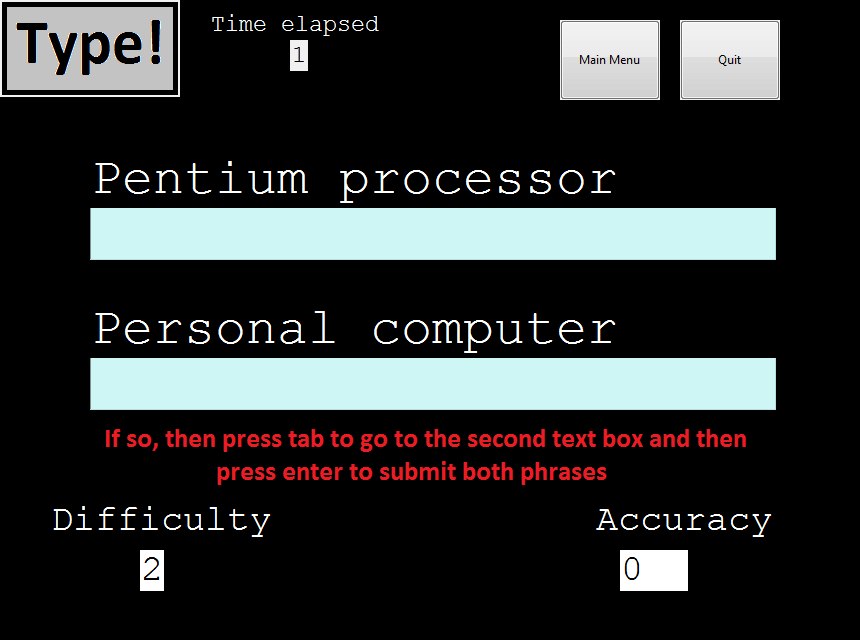 Type!
Time elapsed
1
Main Menu
Quit
Pentium processor
Personal computer
If so, then press tab to go to the second text box and then
press enter to submit both phrases
Difficulty
2
Accuracy
0